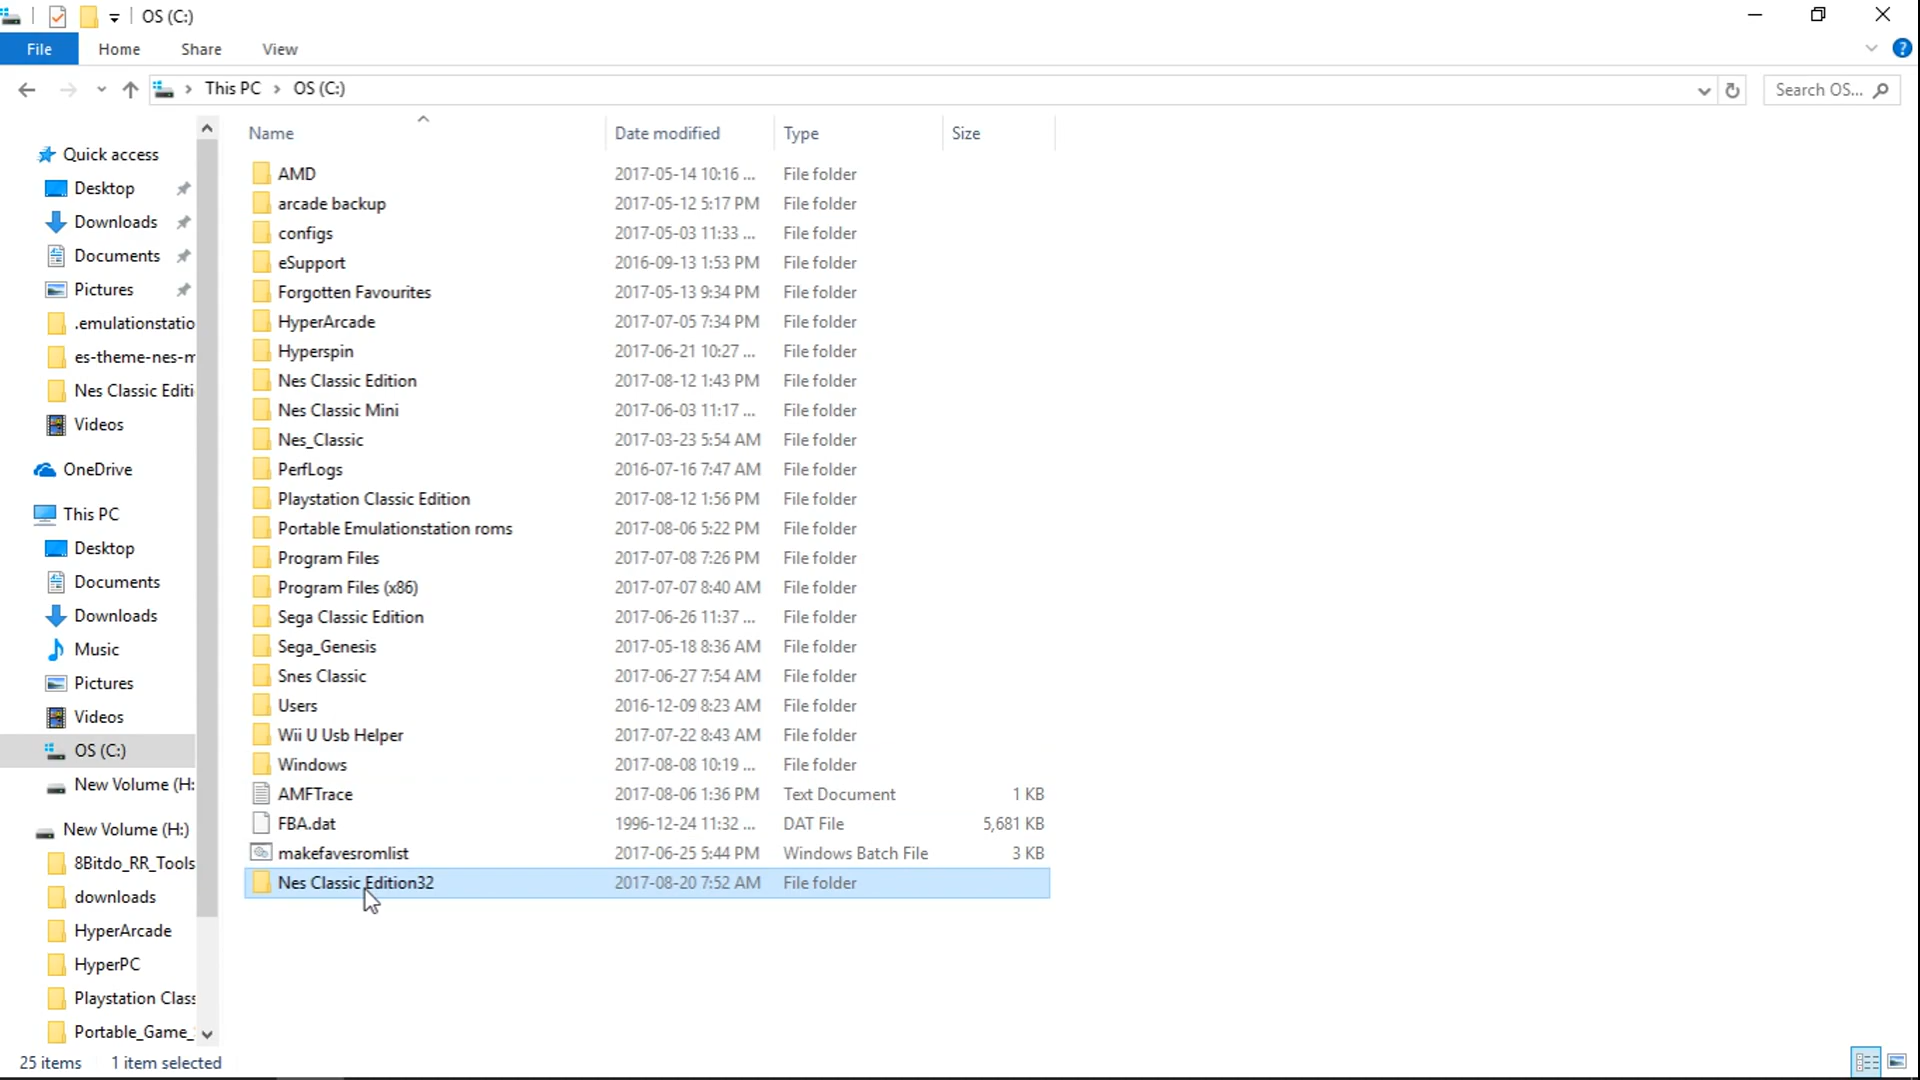 OS (C:)
File Home Share View
This PC OS (C:) Search OS...
Name Date modified Type Size
Quick access
Desktop
Downloads
Documents
Pictures
.emulationstatio
es-theme-nes-m
Nes Classic Editi
Videos
OneDrive
This PC
Desktop
Documents
Downloads
Music
Pictures
Videos
OS (C:)
New Volume (H:
New Volume (H:)
8Bitdo_RR_Tools
downloads
HyperArcade
HyperPC
Playstation Clas
Portable_Game_
AMD 2017-05-14 10:16 ... File folder
arcade backup 2017-05-12 5:17 PM File folder
configs 2017-05-03 11:33 ... File folder
eSupport 2016-09-13 1:53 PM File folder
Forgotten Favourites 2017-05-13 9:34 PM File folder
HyperArcade 2017-07-05 7:34 PM File folder
Hyperspin 2017-06-21 10:27 ... File folder
Nes Classic Edition 2017-08-12 1:43 PM File folder
Nes Classic Mini 2017-06-03 11:17 ... File folder
Nes_Classic 2017-03-23 5:54 AM File folder
PerfLogs 2016-07-16 7:47 AM File folder
Playstation Classic Edition 2017-08-12 1:56 PM File folder
Portable Emulationstation roms 2017-08-06 5:22 PM File folder
Program Files 2017-07-08 7:26 PM File folder
Program Files (x86) 2017-07-07 8:40 AM File folder
Sega Classic Edition 2017-06-26 11:37 ... File folder
Sega_Genesis 2017-05-18 8:36 AM File folder
Snes Classic 2017-06-27 7:54 AM File folder
Users 2016-12-09 8:23 AM File folder
Wii U Usb Helper 2017-07-22 8:43 AM File folder
Windows 2017-08-08 10:19 ... File folder
AMFTrace 2017-08-06 1:36 PM Text Document 1 KB
FBA.dat 1996-12-24 11:32 ... DAT File 5,681 KB
makefavesromlist 2017-06-25 5:44 PM Windows Batch File 3 KB
Nes Classic Edition32 2017-08-20 7:52 AM File folder
25 items 1 item selected